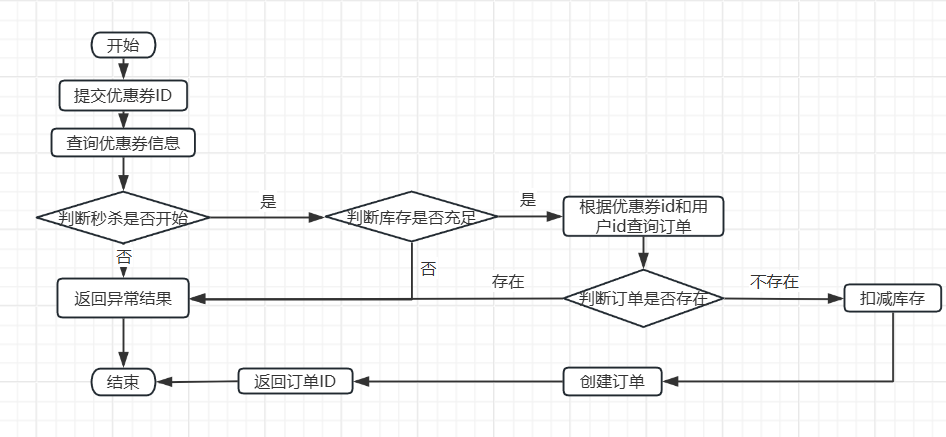 开始
提交优惠券ID
查询优惠券信息
判断秒杀是否开始
是
判断库存是否充足
是
根据优惠券id和用
户id查询订单
否
否
返回异常结果
存在
判断订单是否存在
不存在
扣减库存
结束
返回订单ID
创建订单